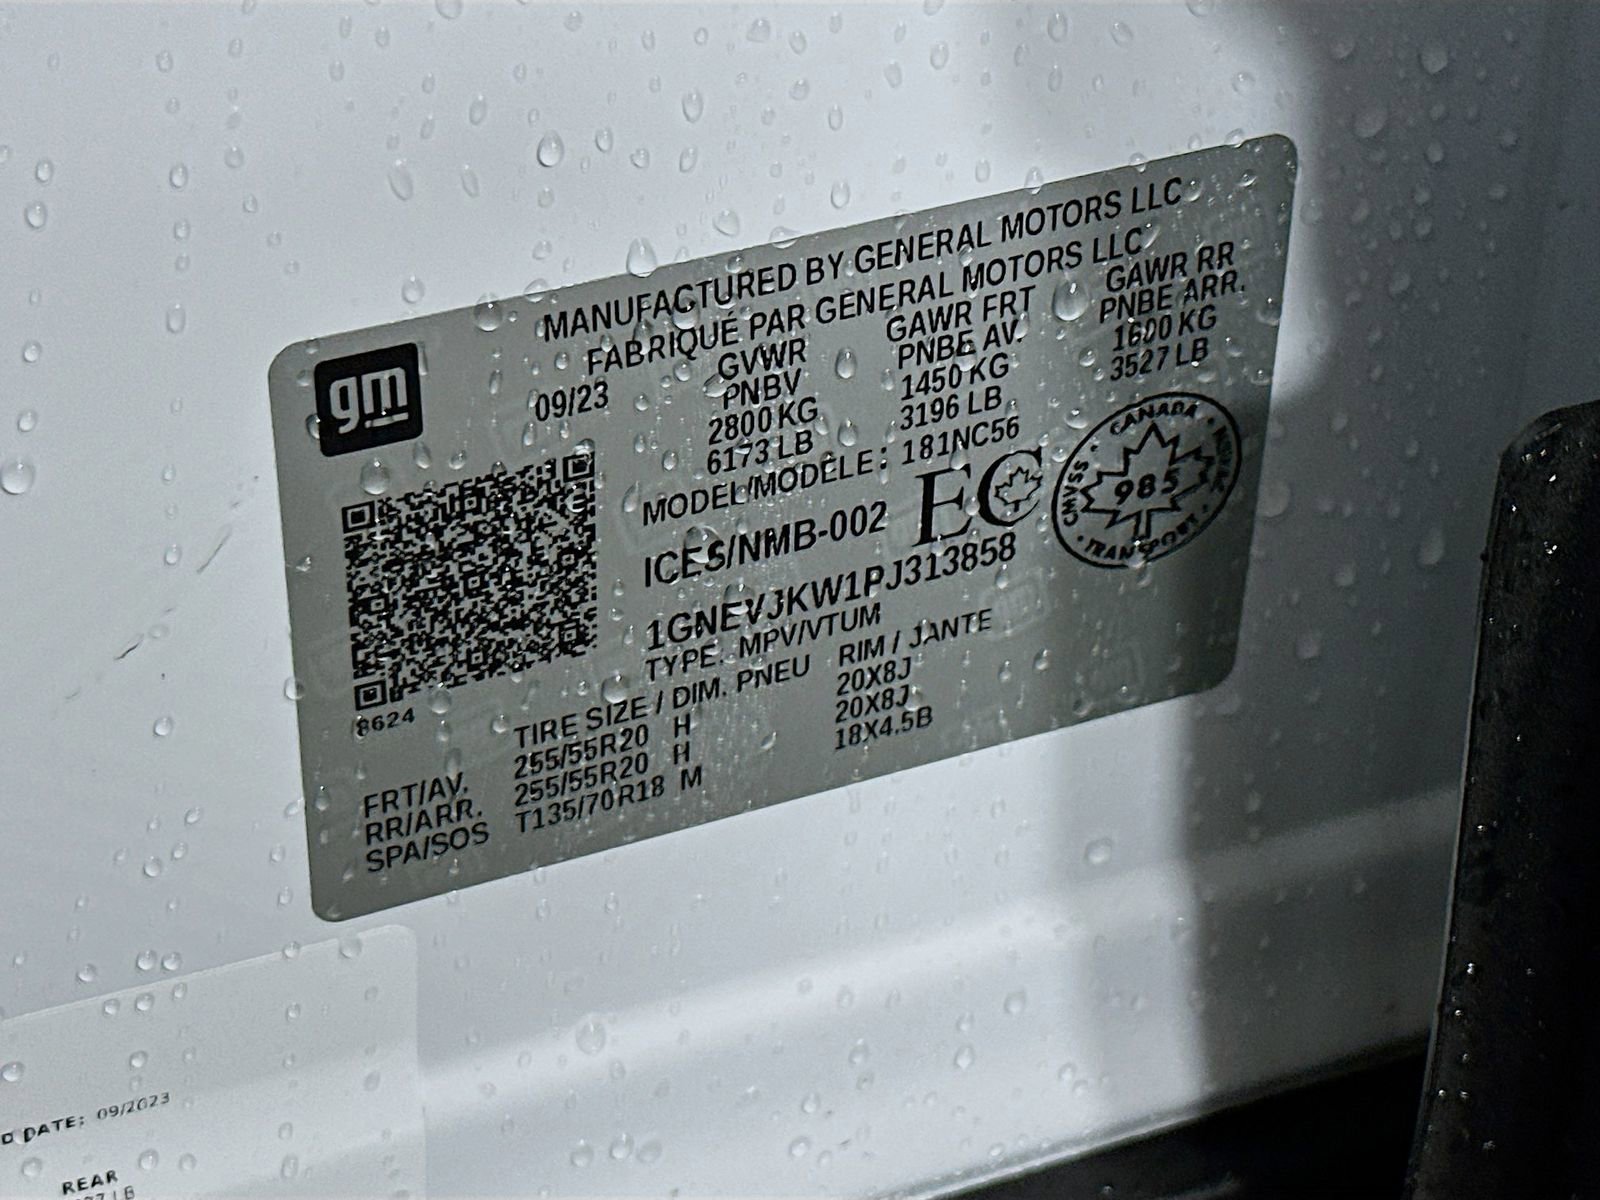 MANUFACTURED BY GENERAL MOTORS LLC
FABRIQUÉ PAR GENERAL MOTORS LLC
gm
09/23
GVWR GAWR FRT GAWR RR
PNBV PNBE AV. PNBE ARR.
2800 KG 1450 KG 1600 KG
6173 LB 3196 LB 3527 LB
MODEL/MODÈLE: 181NC56
ICES/NMB-002 EC
CANADA
CMVSS 985 NSVAC
TRANSPORT
1GNEVJKW1PJ313858
TYPE: MPV/VTUM
8624
TIRE SIZE / DIM. PNEU RIM / JANTE
FRT/AV. 255/55R20 H 20X8J
RR/ARR. 255/55R20 H 20X8J
SPA/SOS T135/70R18 M 18X4.5B
DATE: 09/2023
REAR
LB